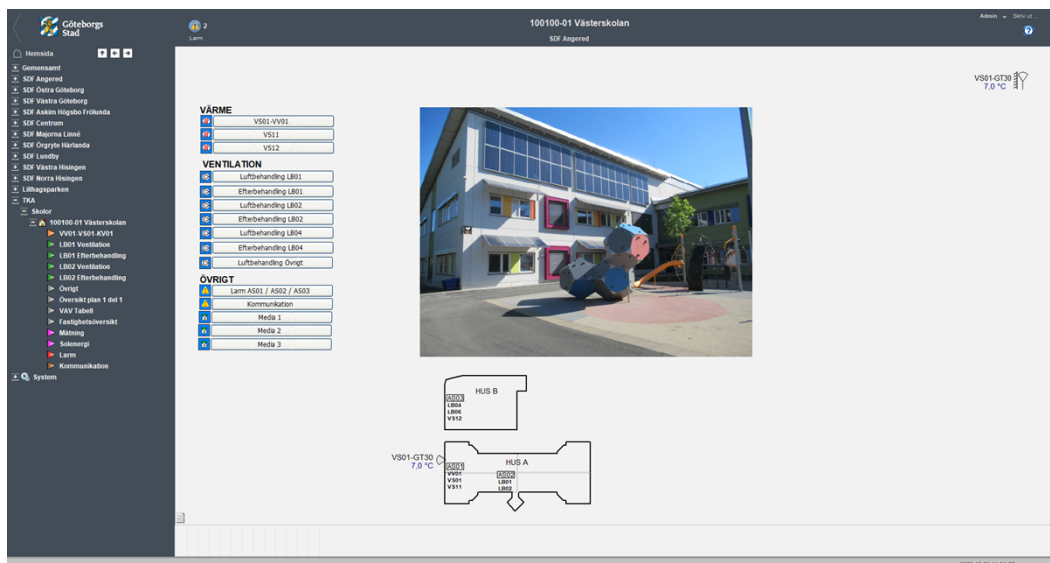 Göteborgs
Stad
2
Larm
100100-01 Västerskolan
SDF Angered
Admin
Skriv ut...
Hemsida
Gemensamt
SDF Angered
SDF Östra Göteborg
SDF Västra Göteborg
SDF Askim Högsbo Frölunda
SDF Centrum
SDF Majorna Linné
SDF Örgryte Härlanda
SDF Lundby
SDF Västra Hisingen
SDF Norra Hisingen
Lillhagsparken
TKA
Skolor
100100-01 Västerskolan
VV01-VS01-KV01
LB01 Ventilation
LB01 Efterbehandling
LB02 Ventilation
LB02 Efterbehandling
Övrigt
Översikt plan 1 del 1
VAV Tabell
Fastighetsöversikt
Mätning
Solenergi
Larm
Kommunikation
System
VS01-GT30
7,0 °C
VÄRME
VS01-VV01
VS11
VS12
VENTILATION
Luftbehandling LB01
Efterbehandling LB01
Luftbehandling LB02
Efterbehandling LB02
Luftbehandling LB04
Efterbehandling LB04
Luftbehandling Övrigt
ÖVRIGT
Larm AS01 / AS02 / AS03
Kommunikation
Media 1
Media 2
Media 3
HUS B
AS03
LB04
LB06
VS12
VS01-GT30
7,0 °C
HUS A
AS01
VV01
VS01
VS11
AS02
LB01
LB02